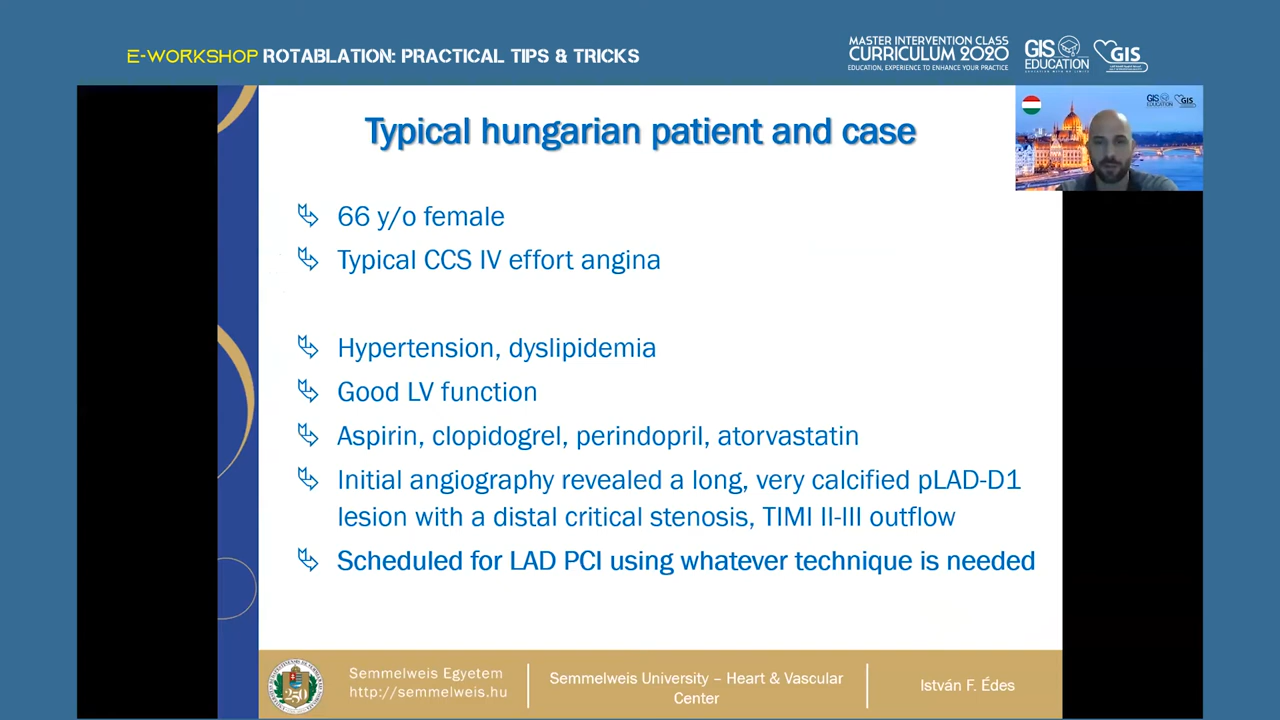 E-WORKSHOP ROTABLATION: PRACTICAL TIPS & TRICKS
MASTER INTERVENTION CLASS
CURRICULUM 2020
EDUCATION, EXPERIENCE TO ENHANCE YOUR PRACTICE
GIS
EDUCATION
GIS
GIS
EDUCATION
GIS
Typical hungarian patient and case
66 y/o female
Typical CCS IV effort angina
Hypertension, dyslipidemia
Good LV function
Aspirin, clopidogrel, perindopril, atorvastatin
Initial angiography revealed a long, very calcified pLAD-D1
lesion with a distal critical stenosis, TIMI II-III outflow
Scheduled for LAD PCI using whatever technique is needed
250
Semmelweis Egyetem
http://semmelweis.hu
Semmelweis University – Heart & Vascular
Center
István F. Édes